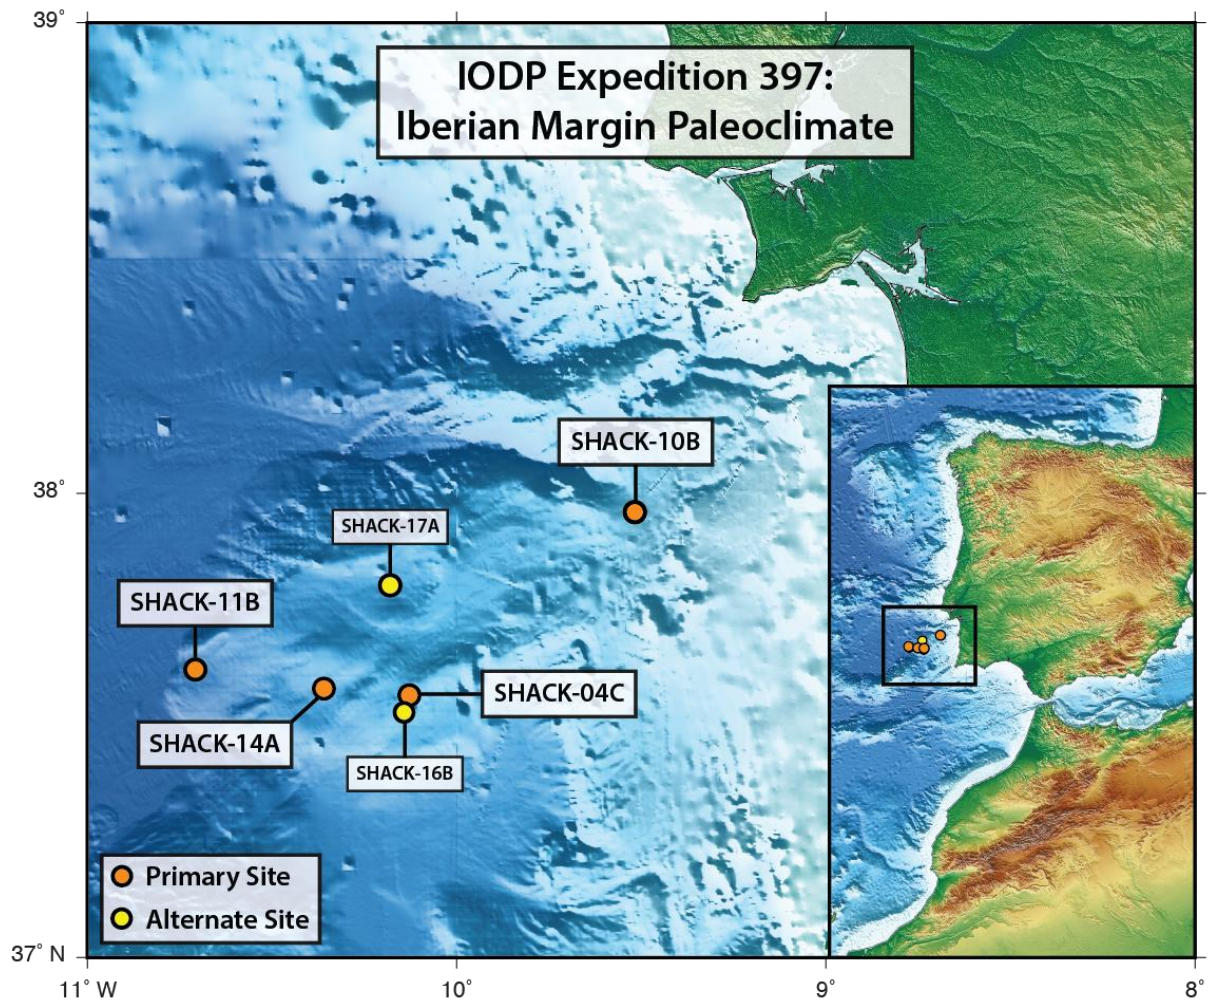 39°
IODP Expedition 397:
Iberian Margin Paleoclimate
SHACK-10B
38°
SHACK-17A
SHACK-11B
SHACK-04C
SHACK-14A
SHACK-16B
Primary Site
Alternate Site
37° N
11° W
10°
9°
8°